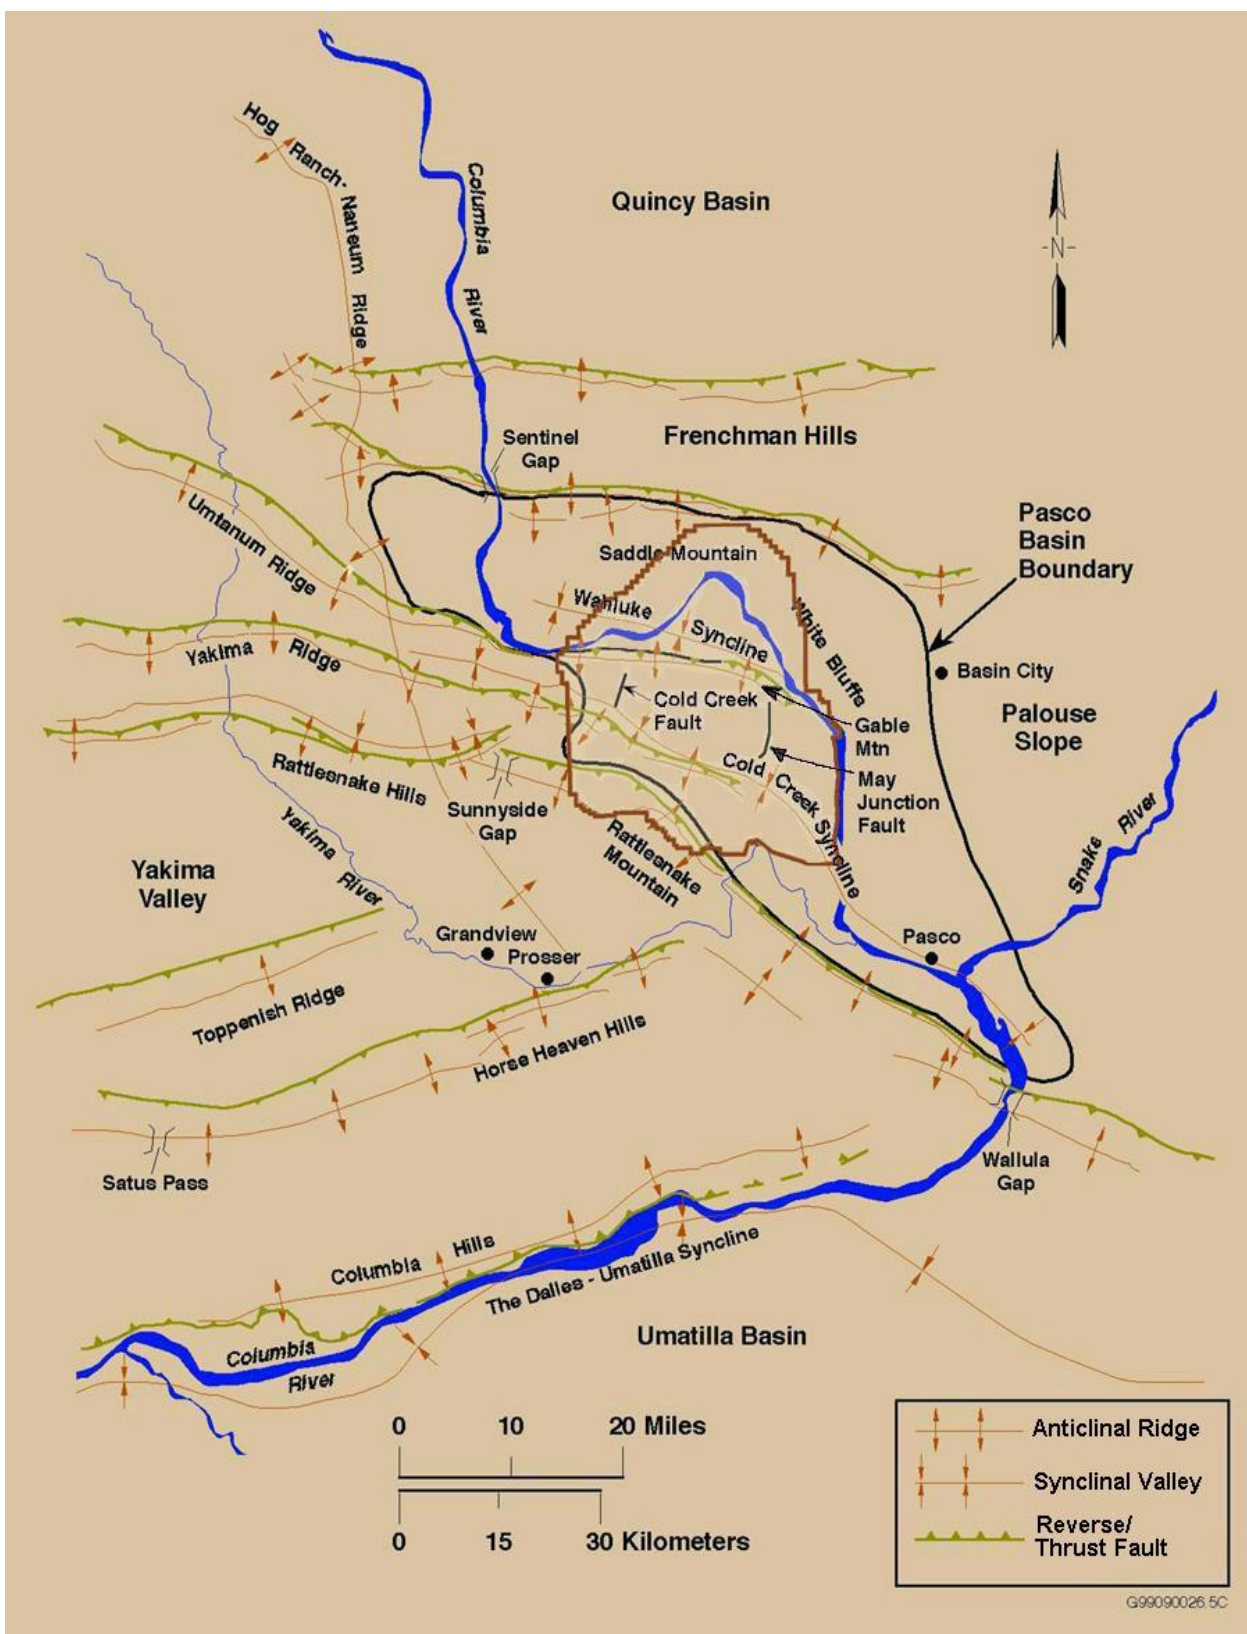 Hog Ranch-Naneum Ridge
Columbia River
Quincy Basin
-N-
Sentinel
Gap
Frenchman Hills
Pasco
Basin
Boundary
Umtanum Ridge
Saddle Mountain
Wahluke Syncline
White Bluffs
Yakima Ridge
Basin City
Cold Creek
Fault
Palouse
Slope
Gable
Mtn
Rattlesnake Hills
Cold Creek Syncline
May
Junction
Fault
Sunnyside
Gap
Snake River
Yakima River
Rattlesnake
Mountain
Yakima
Valley
Grandview
Prosser
Pasco
Toppenish Ridge
Horse Heaven Hills
Satus Pass
Wallula
Gap
Columbia Hills
The Dalles - Umatilla Syncline
Columbia
River
Umatilla Basin
0 10 20 Miles
0 15 30 Kilometers
Anticlinal Ridge
Synclinal Valley
Reverse/
Thrust Fault
G99090026.5C